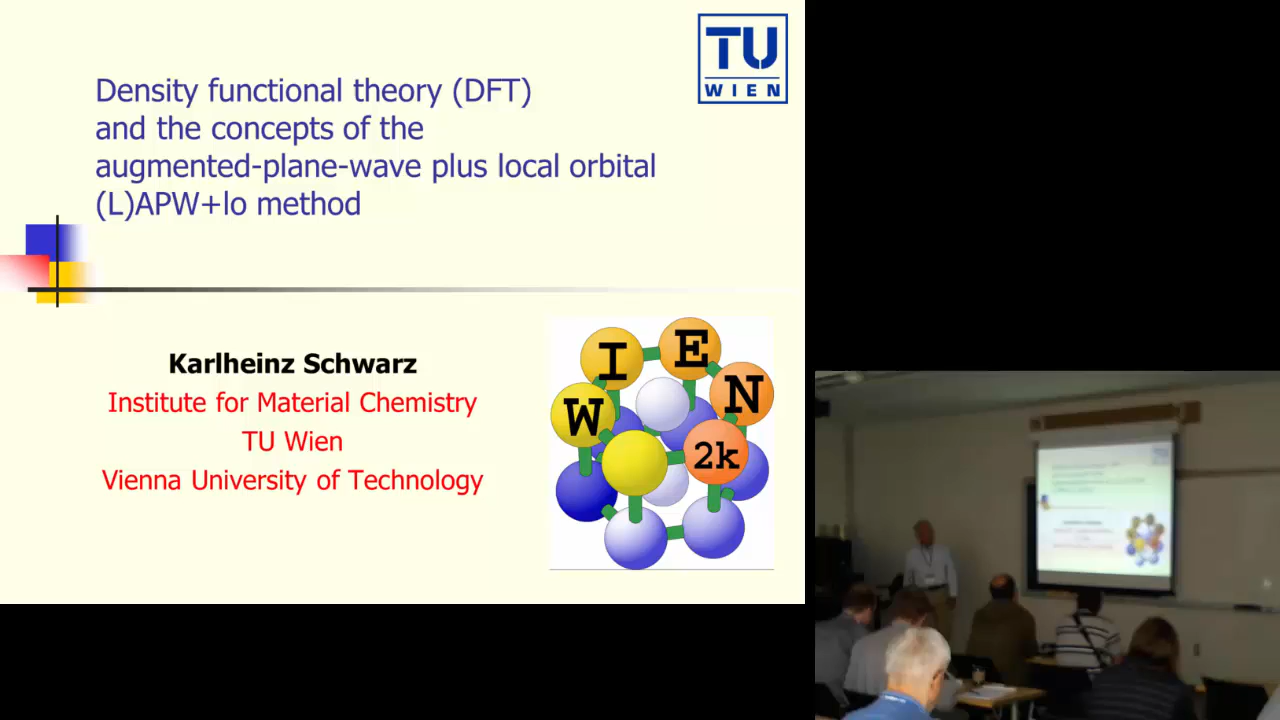 Density functional theory (DFT)
and the concepts of the
augmented-plane-wave plus local orbital
(L)APW+lo method
TU
WIEN
Karlheinz Schwarz
Institute for Material Chemistry
TU Wien
Vienna University of Technology
WIEN
2k